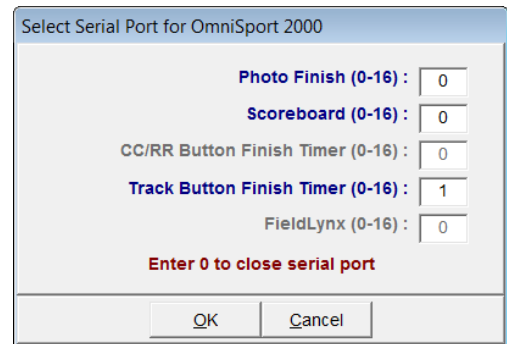 Select Serial Port for OmniSport 2000
Photo Finish (0-16) : 0
Scoreboard (0-16) : 0
CC/RR Button Finish Timer (0-16) : 0
Track Button Finish Timer (0-16) : 1
FieldLynx (0-16) : 0
Enter 0 to close serial port
OK Cancel